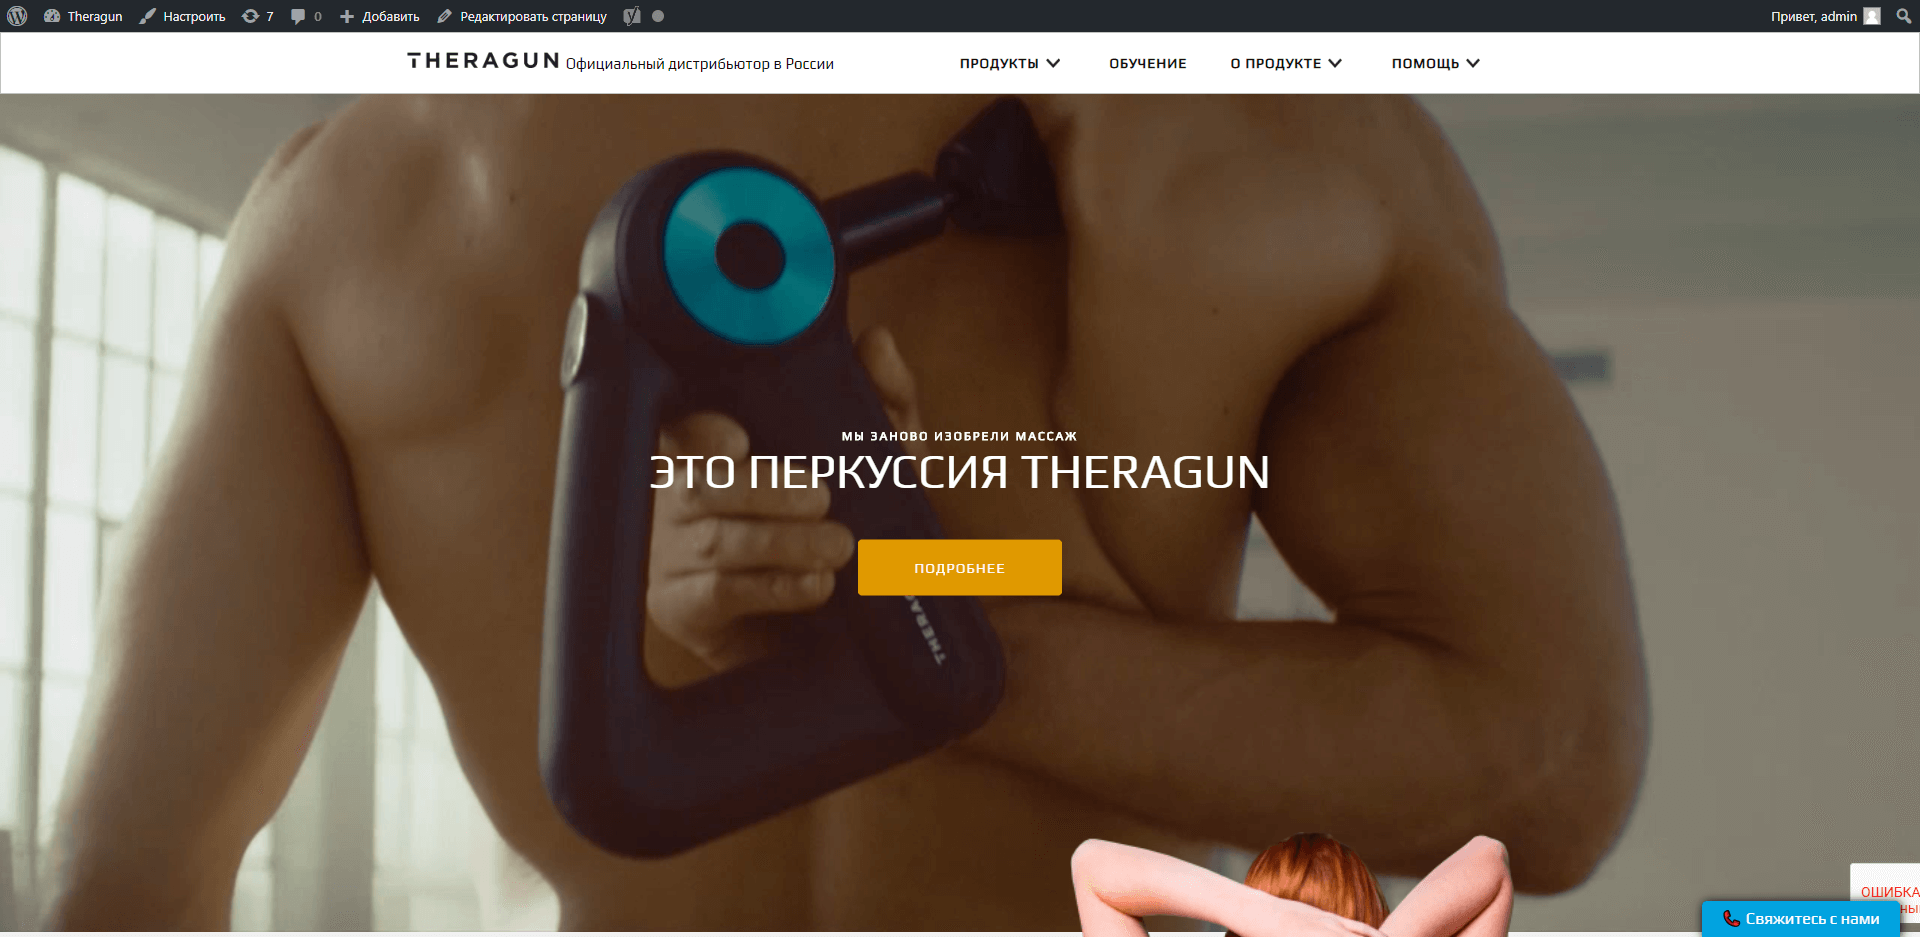 Theragun Настроить 7 0 Добавить Редактировать страницу Привет, admin
THERAGUN Официальный дистрибьютор в России ПРОДУКТЫ ОБУЧЕНИЕ О ПРОДУКТЕ ПОМОЩЬ
МЫ ЗАНОВО ИЗОБРЕЛИ МАССАЖ
ЭТО ПЕРКУССИЯ THERAGUN
ПОДРОБНЕЕ
ОШИБКА
Свяжитесь с нами